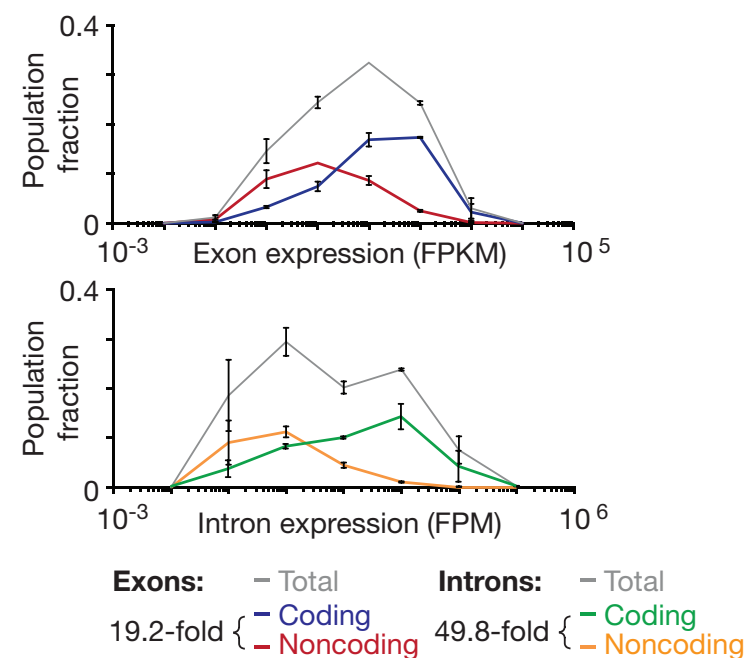 0.4
Population
fraction
0
10-3 Exon expression (FPKM) 10 5
0.4
Population
fraction
0
10-3 Intron expression (FPM) 10 6
Exons: Total Introns: Total
19.2-fold { Coding 49.8-fold { Coding
Noncoding Noncoding